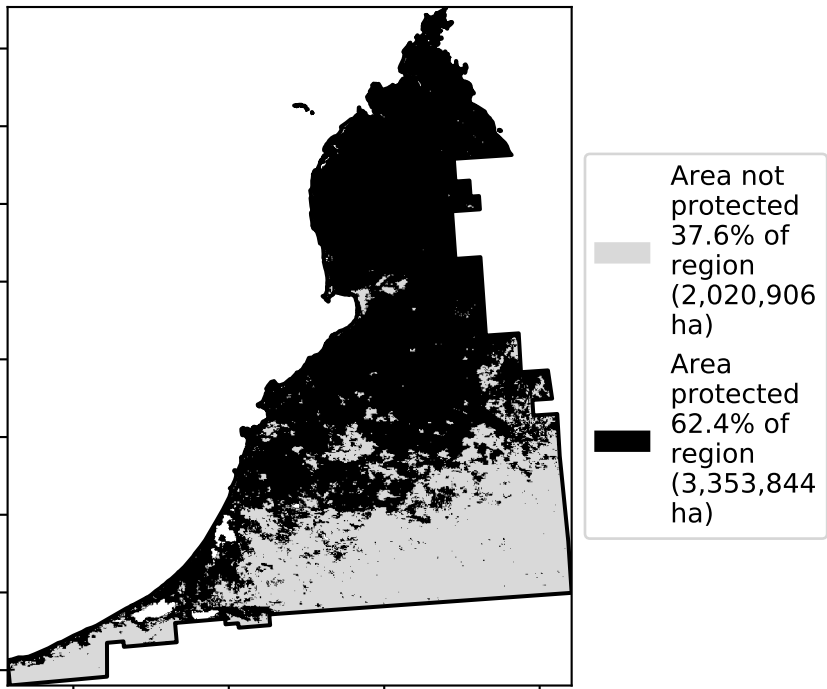 Area not
protected
37.6% of
region
(2,020,906
ha)
Area
protected
62.4% of
region
(3,353,844
ha)